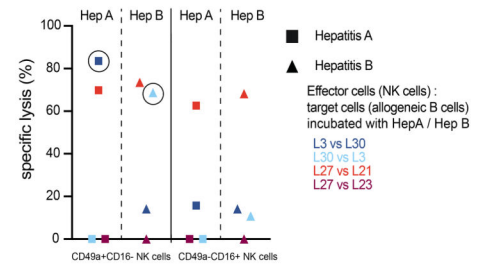 Hep A Hep B Hep A Hep B
100
80
60
40
20
0
specific lysis (%)
CD49a+CD16- NK cells CD49a-CD16+ NK cells
Hepatitis A
Hepatitis B
Effector cells (NK cells) :
target cells (allogeneic B cells)
incubated with HepA / Hep B
L3 vs L30
L30 vs L3
L27 vs L21
L27 vs L23